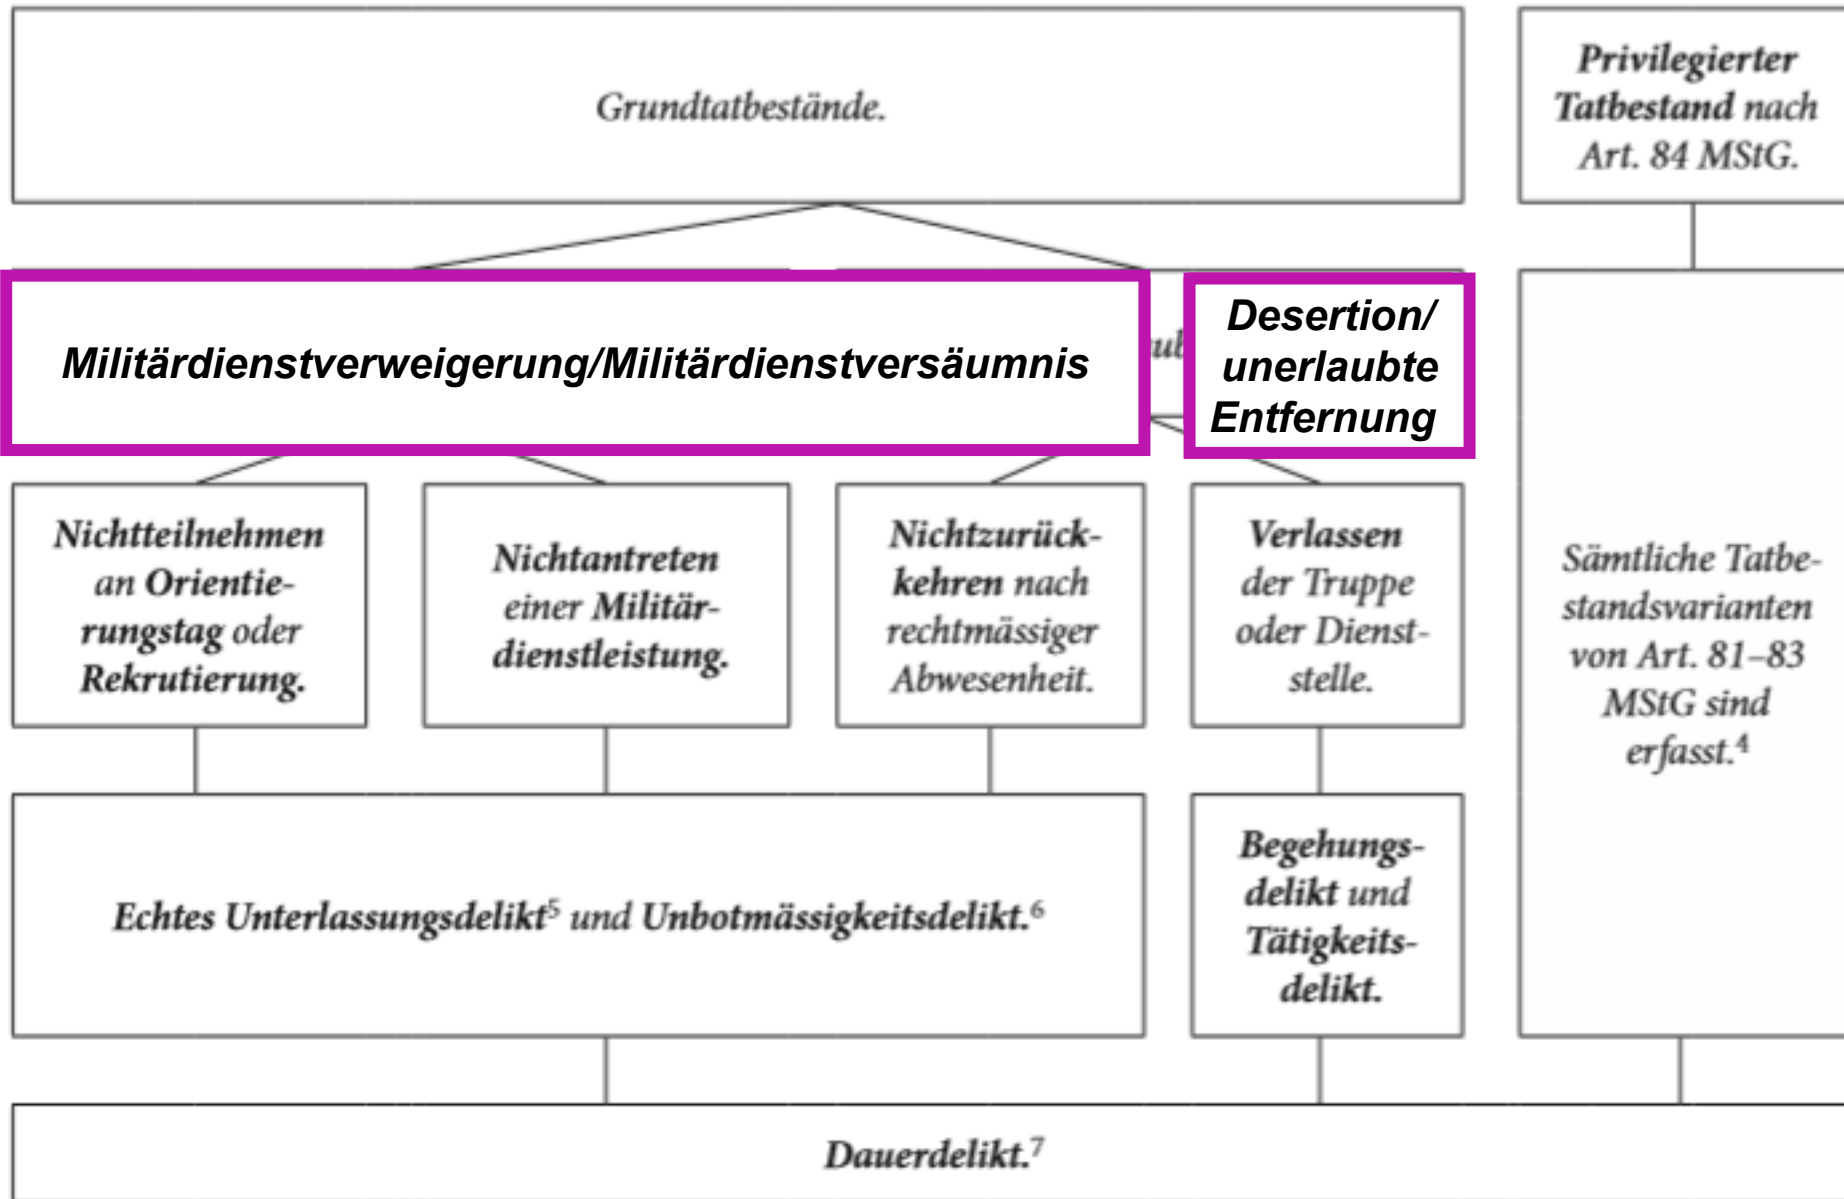 Grundtatbestände.
Privilegierter
Tatbestand nach
Art. 84 MStG.
Militärdienstverweigerung/Militärdienstversäumnis
Desertion/
unerlaubte
Entfernung
Nichtteilnehmen
an Orientie-
rungstag oder
Rekrutierung.
Nichtantreten
einer Militär-
dienstleistung.
Nichtzurück-
kehren nach
rechtmässiger
Abwesenheit.
Verlassen
der Truppe
oder Dienst-
stelle.
Sämtliche Tatbe-
standsvarianten
von Art. 81–83
MStG sind
erfasst.⁴
Echtes Unterlassungsdelikt⁵ und Unbotmässigkeitsdelikt.⁶
Begehungs-
delikt und
Tätigkeits-
delikt.
Dauerdelikt.⁷